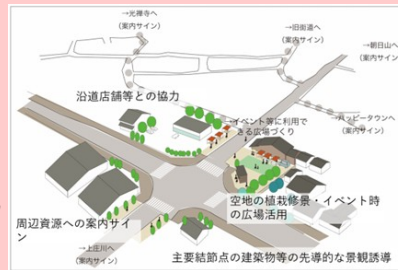 →光禅寺へ
（案内サイン）
→旧街道へ
（案内サイン）
→朝日山へ
（案内サイン）
沿道店舗等との協力
→イベント等に利用で
きる広場づくり
→ハッピータウンへ
（案内サイン）
空地の植栽修景・イベント時
の広場活用
周辺資源への案内サイ
ン
→上庄川へ
（案内サイン）
主要結節点の建築物等の先導的な景観誘導